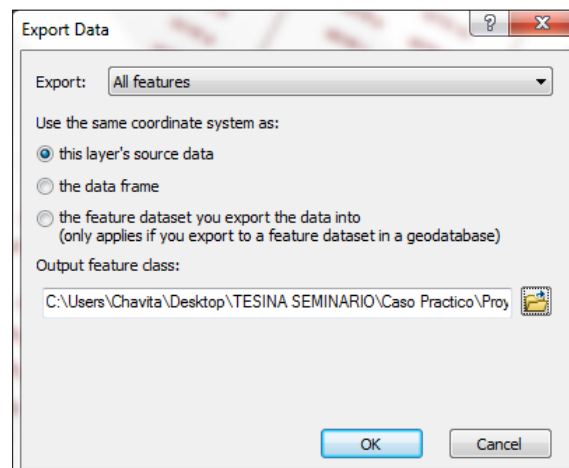 Export Data
Export: All features
Use the same coordinate system as:
this layer's source data
the data frame
the feature dataset you export the data into
(only applies if you export to a feature dataset in a geodatabase)
Output feature class:
C:\Users\Chavita\Desktop\TESINA SEMINARIO\Caso Practico\Proy
OK Cancel